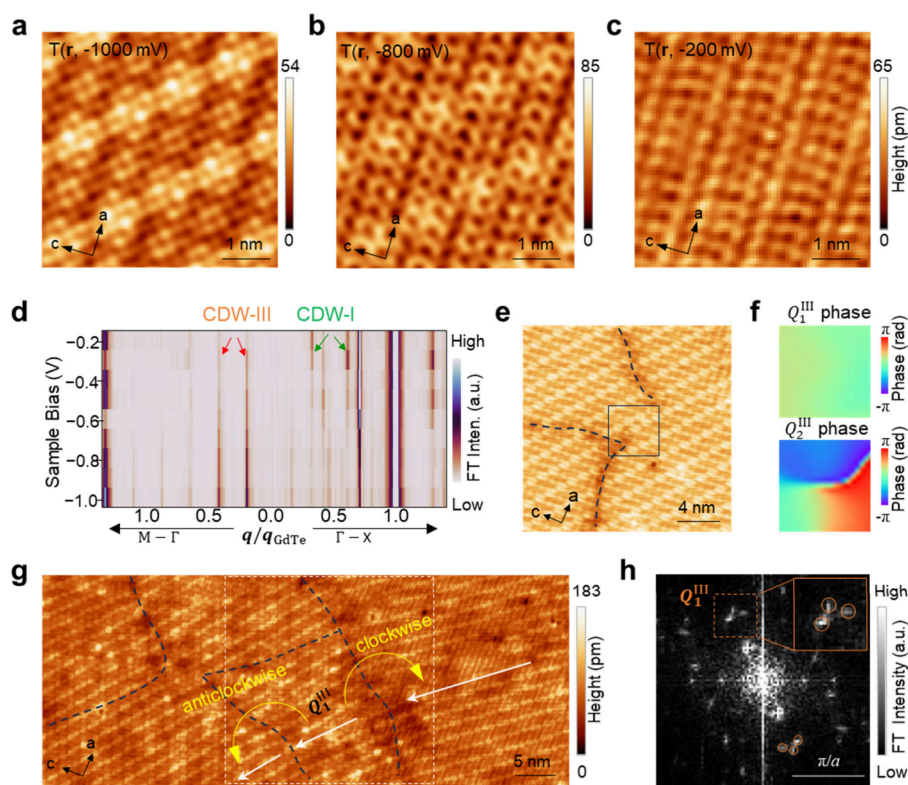 a
T(r, -1000 mV)
54
0
c
a
1 nm
b
T(r, -800 mV)
85
0
c
a
1 nm
c
T(r, -200 mV)
65
Height (pm)
0
c
a
1 nm
d
CDW-III
CDW-I
Sample Bias (V)
−0.2
−0.4
−0.6
−0.8
−1.0
1.0 0.5 0.0 0.5 1.0
M − Γ
q/q_GdTe
Γ − X
High
FT Inten. (a.u.)
Low
e
c
a
4 nm
f
Q₁ᴵᴵᴵ phase
π
Phase (rad)
-π
Q₂ᴵᴵᴵ phase
π
Phase (rad)
-π
g
anticlockwise
Q₁ᴵᴵᴵ
clockwise
c
a
5 nm
183
Height (pm)
0
h
Q₁ᴵᴵᴵ
π/a
High
FT Intensity (a.u.)
Low